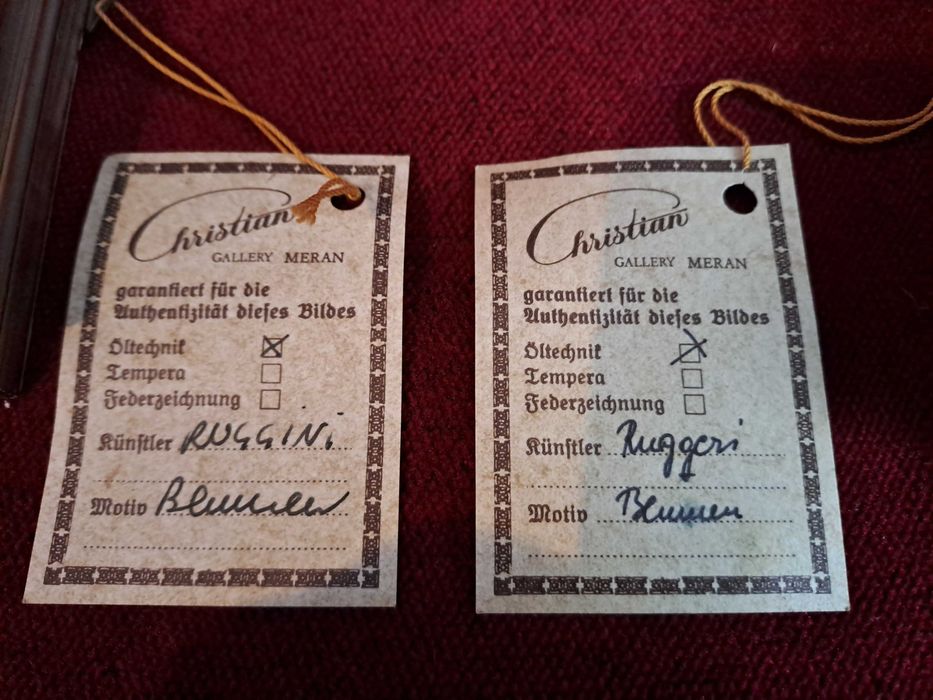 Christian
GALLERY MERAN
garantiert für die
Authentizität dieses Bildes
Öltechnik
Tempera
Federzeichnung
Künstler RUGGINi
Motiv Blumen
Christian
GALLERY MERAN
garantiert für die
Authentizität dieses Bildes
Öltechnik
Tempera
Federzeichnung
Künstler Ruggeri
Motiv Blumen